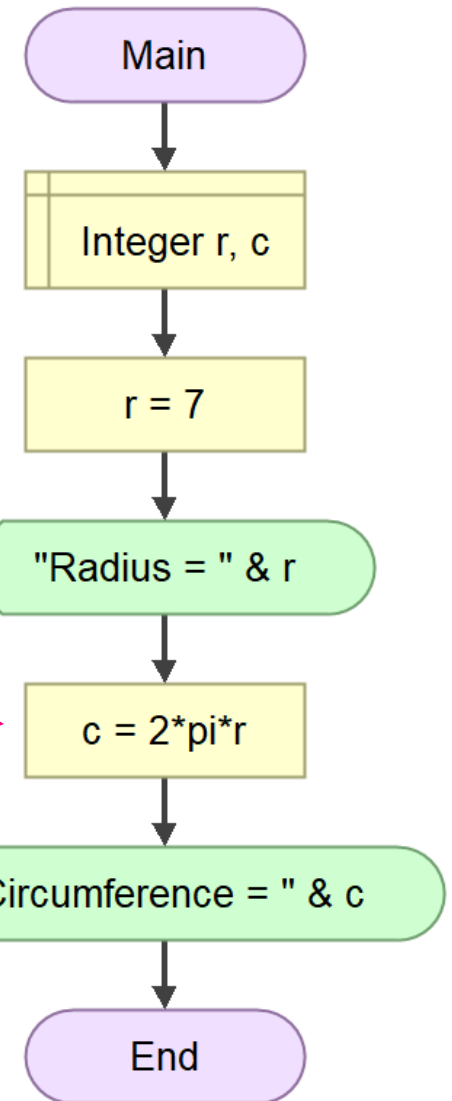 Main
Integer r, c
r = 7
"Radius = " & r
c = 2*pi*r
Circumference = " & c
End